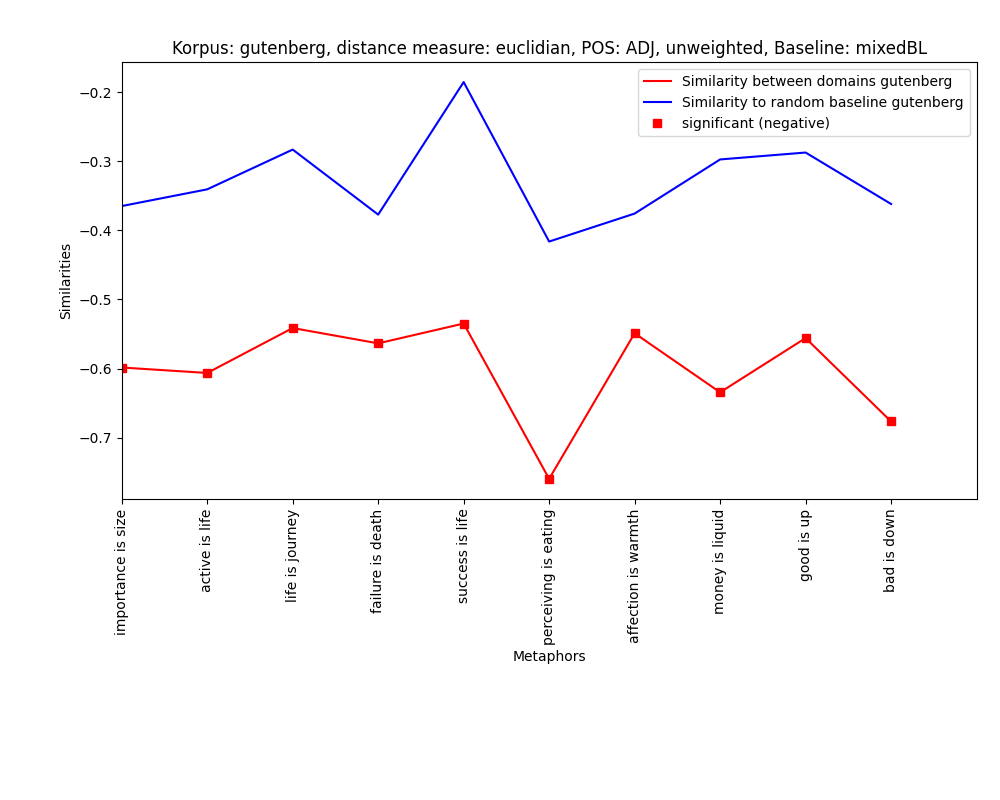 Korpus: gutenberg, distance measure: euclidian, POS: ADJ, unweighted, Baseline: mixedBL
Similarity between domains gutenberg
Similarity to random baseline gutenberg
significant (negative)
Similarities
−0.2
−0.3
−0.4
−0.5
−0.6
−0.7
importance is size
active is life
life is journey
failure is death
success is life
perceiving is eating
affection is warmth
money is liquid
good is up
bad is down
Metaphors